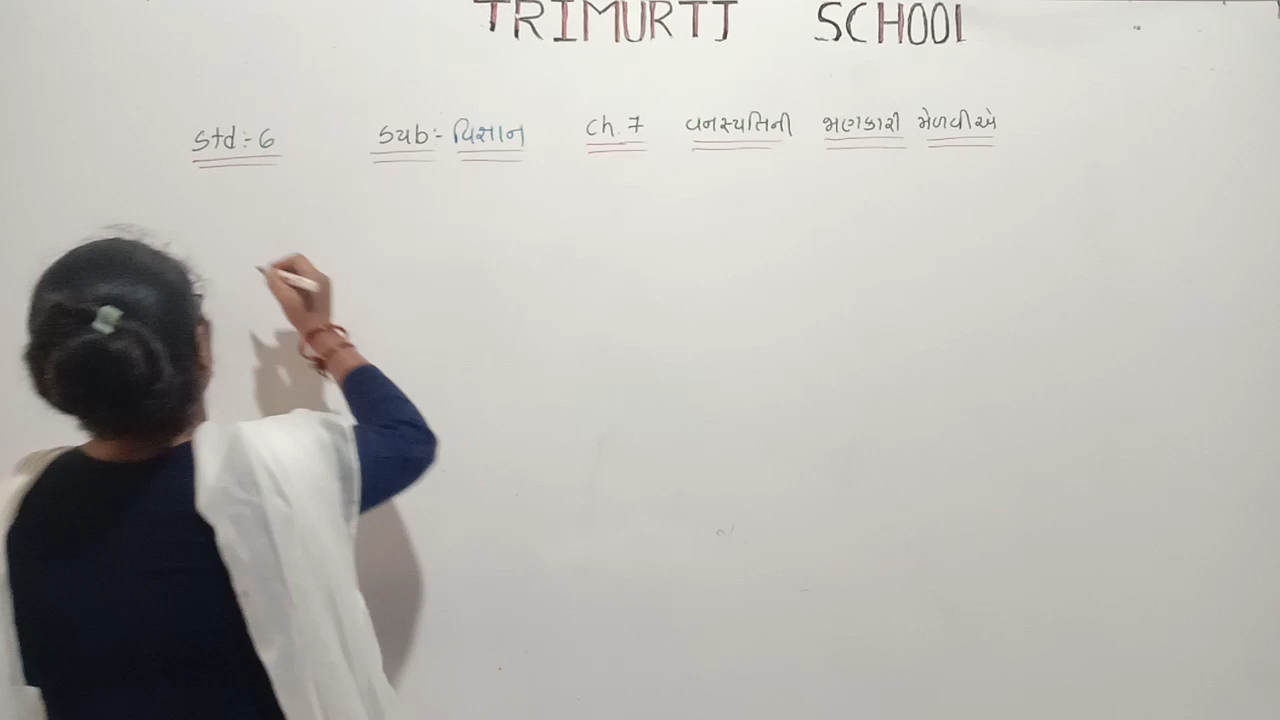 TRIMURTI SCHOOL
Std :- 6 Sub :- વિજ્ઞાન Ch. 7 વનસ્પતિની જાણકારી મેળવીએ